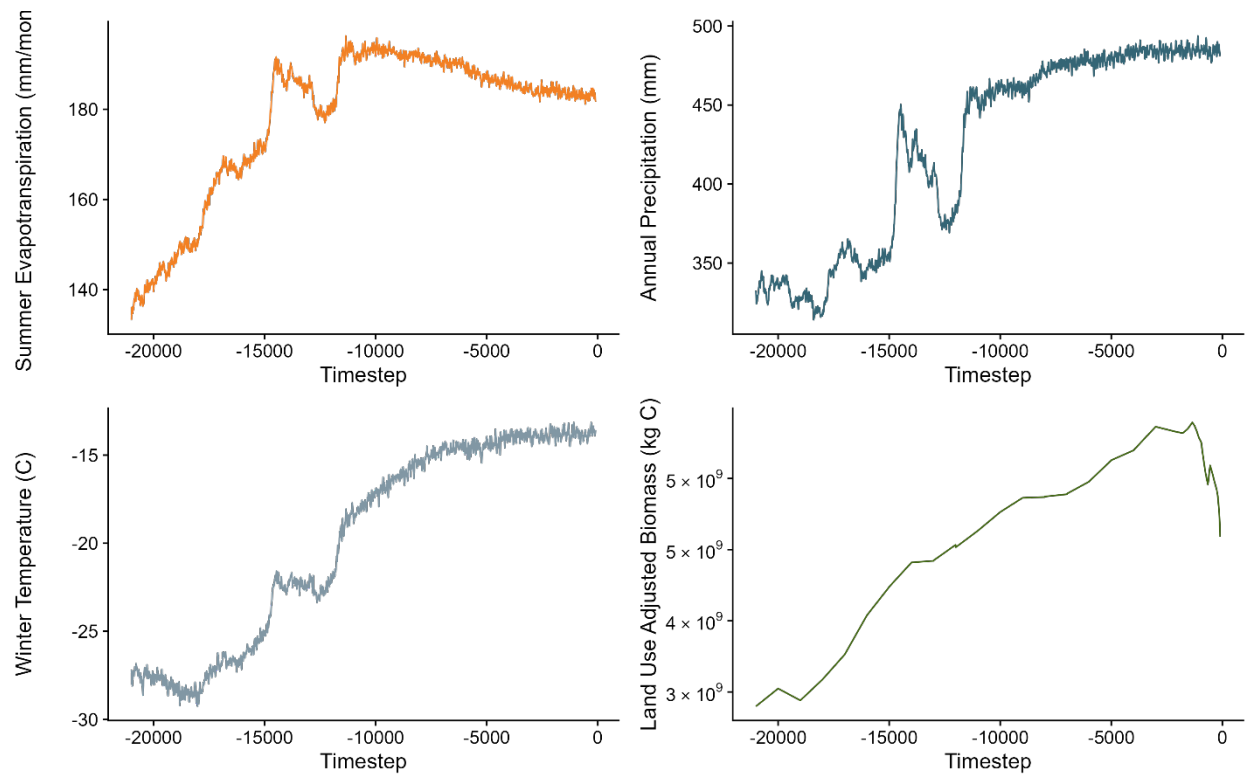 Summer Evapotranspiration (mm/mon
180
160
140
-20000
-15000
-10000
-5000
0
Timestep
Annual Precipitation (mm)
500
450
400
350
-20000
-15000
-10000
-5000
0
Timestep
Winter Temperature (C)
-15
-20
-25
-30
-20000
-15000
-10000
-5000
0
Timestep
Land Use Adjusted Biomass (kg C)
5 × 10⁹
5 × 10⁹
4 × 10⁹
3 × 10⁹
-20000
-15000
-10000
-5000
0
Timestep